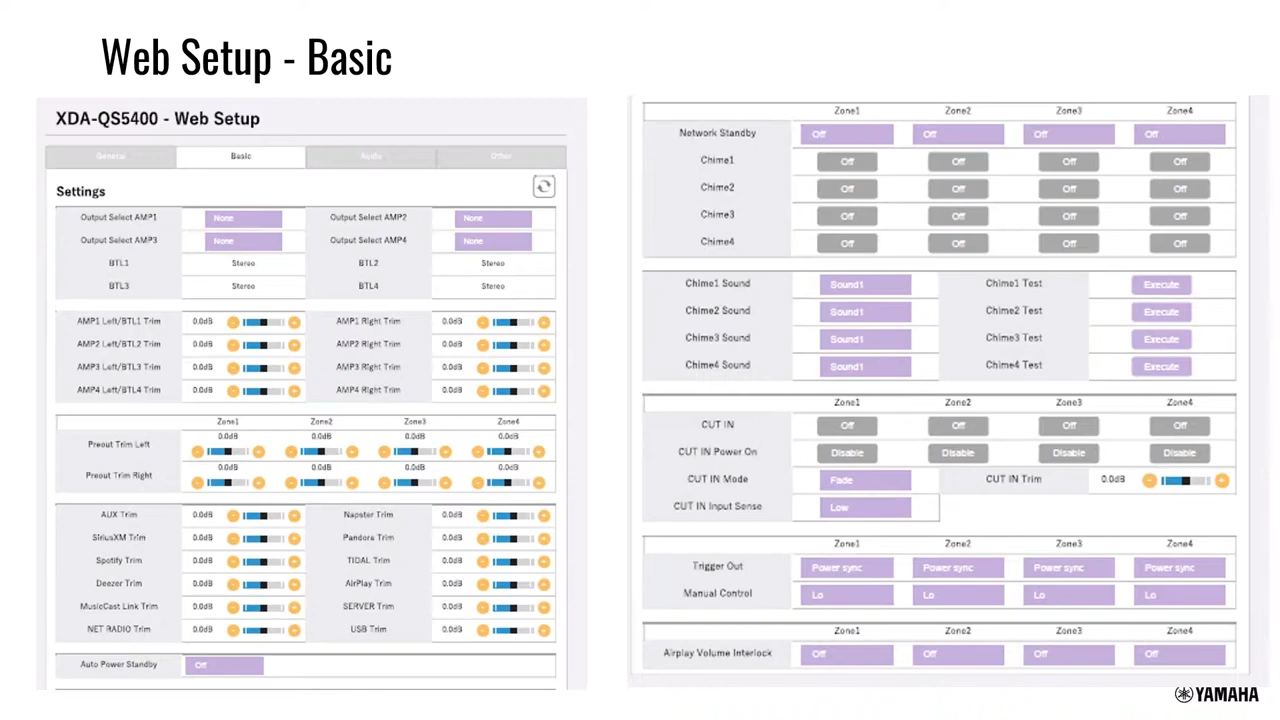 Web Setup - Basic
XDA-QS5400 - Web Setup
General Basic Audio Other
Settings
Output Select AMP1 None Output Select AMP2 None
Output Select AMP3 None Output Select AMP4 None
BTL1 Stereo BTL2 Stereo
BTL3 Stereo BTL4 Stereo
AMP1 Left/BTL1 Trim 0.0dB AMP1 Right Trim 0.0dB
AMP2 Left/BTL2 Trim 0.0dB AMP2 Right Trim 0.0dB
AMP3 Left/BTL3 Trim 0.0dB AMP3 Right Trim 0.0dB
AMP4 Left/BTL4 Trim 0.0dB AMP4 Right Trim 0.0dB
Zone1 Zone2 Zone3 Zone4
Preout Trim Left 0.0dB 0.0dB 0.0dB 0.0dB
Preout Trim Right 0.0dB 0.0dB 0.0dB 0.0dB
AUX Trim 0.0dB Napster Trim 0.0dB
SiriusXM Trim 0.0dB Pandora Trim 0.0dB
Spotify Trim 0.0dB TIDAL Trim 0.0dB
Deezer Trim 0.0dB AirPlay Trim 0.0dB
MusicCast Link Trim 0.0dB SERVER Trim 0.0dB
NET RADIO Trim 0.0dB USB Trim 0.0dB
Auto Power Standby Off
Zone1 Zone2 Zone3 Zone4
Network Standby Off Off Off Off
Chime1 Off Off Off Off
Chime2 Off Off Off Off
Chime3 Off Off Off Off
Chime4 Off Off Off Off
Chime1 Sound Sound1 Chime1 Test Execute
Chime2 Sound Sound1 Chime2 Test Execute
Chime3 Sound Sound1 Chime3 Test Execute
Chime4 Sound Sound1 Chime4 Test Execute
Zone1 Zone2 Zone3 Zone4
CUT IN Off Off Off Off
CUT IN Power On Disable Disable Disable Disable
CUT IN Mode Fade CUT IN Trim 0.0dB
CUT IN Input Sense Low
Zone1 Zone2 Zone3 Zone4
Trigger Out Power sync Power sync Power sync Power sync
Manual Control Lo Lo Lo Lo
Zone1 Zone2 Zone3 Zone4
Airplay Volume Interlock Off Off Off Off
YAMAHA